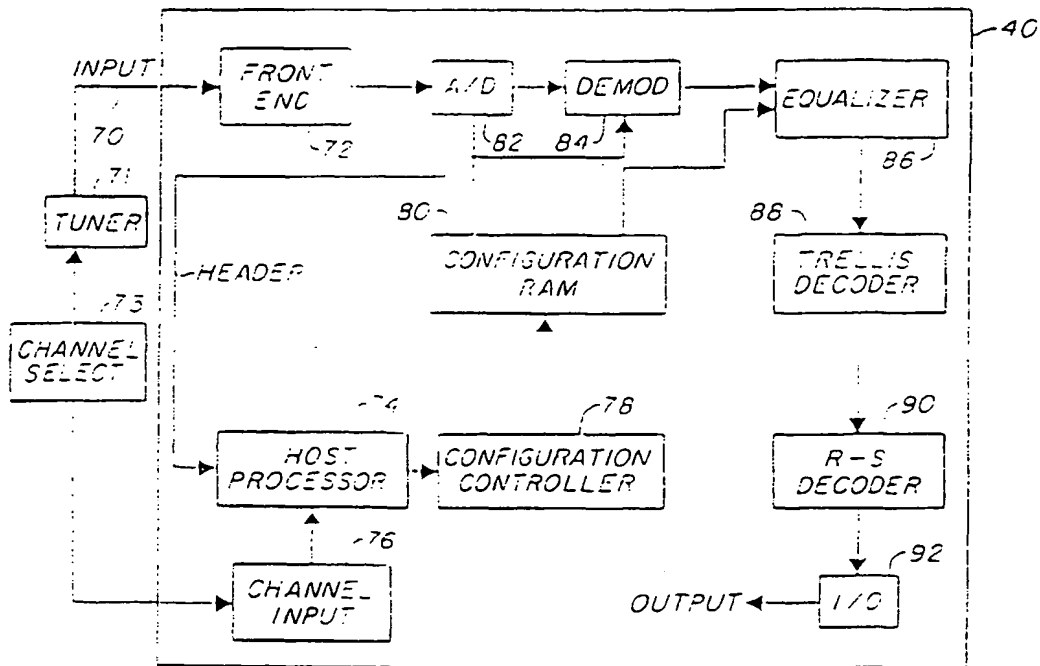 40
INPUT
FRONT
END
A/D
DEMOD
EQUALIZER
70
72
82
84
86
71
TUNER
80
88
CONFIGURATION
RAM
TRELLIS
DECODER
HEADER
73
CHANNEL
SELECT
74
78
90
HOST
PROCESSOR
CONFIGURATION
CONTROLLER
R-S
DECODER
76
92
CHANNEL
INPUT
OUTPUT
I/O